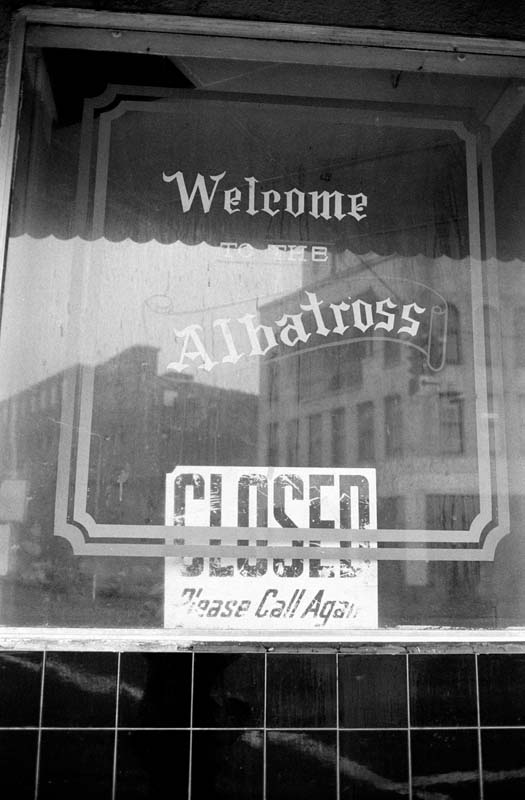 Welcome
TO THE
Albatross
CLOSED
Please Call Again